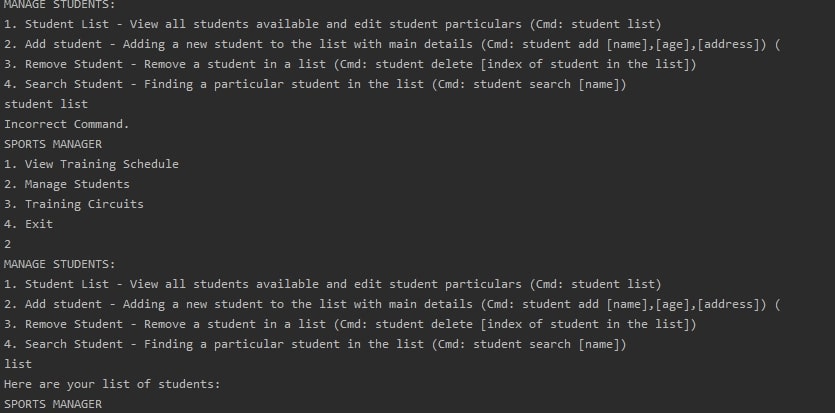 MANAGE STUDENTS:
1. Student List - View all students available and edit student particulars (Cmd: student list)
2. Add student - Adding a new student to the list with main details (Cmd: student add [name],[age],[address]) (
3. Remove Student - Remove a student in a list (Cmd: student delete [index of student in the list])
4. Search Student - Finding a particular student in the list (Cmd: student search [name])
student list
Incorrect Command.
SPORTS MANAGER
1. View Training Schedule
2. Manage Students
3. Training Circuits
4. Exit
2
MANAGE STUDENTS:
1. Student List - View all students available and edit student particulars (Cmd: student list)
2. Add student - Adding a new student to the list with main details (Cmd: student add [name],[age],[address]) (
3. Remove Student - Remove a student in a list (Cmd: student delete [index of student in the list])
4. Search Student - Finding a particular student in the list (Cmd: student search [name])
list
Here are your list of students:
SPORTS MANAGER